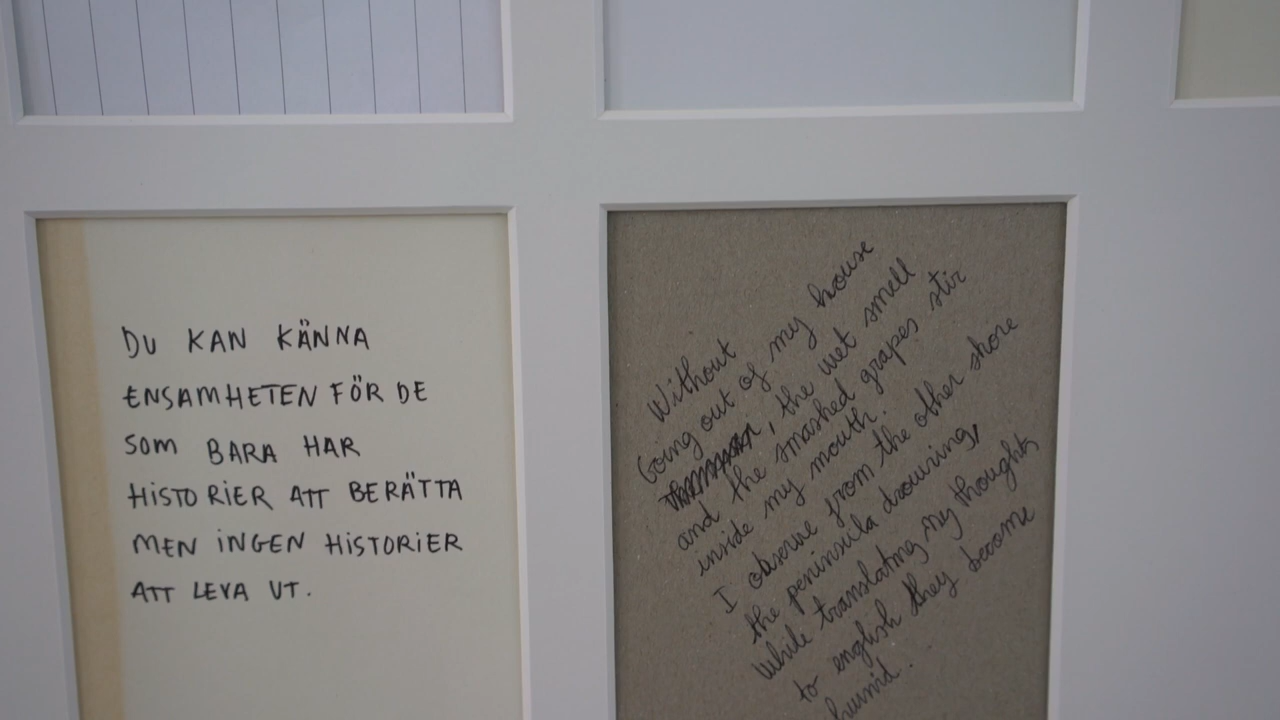 DU KAN KÄNNA
ENSAMHETEN FÖR DE
SOM BARA HAR
HISTORIER ATT BERÄTTA
MEN INGEN HISTORIER
ATT LEVA UT.
Without
Going out of my house
, the wet smell
and the smashed grapes stir
inside my mouth.
I observe from the other shore
the peninsula drowning,
While translating my thoughts
to english they become
humid.